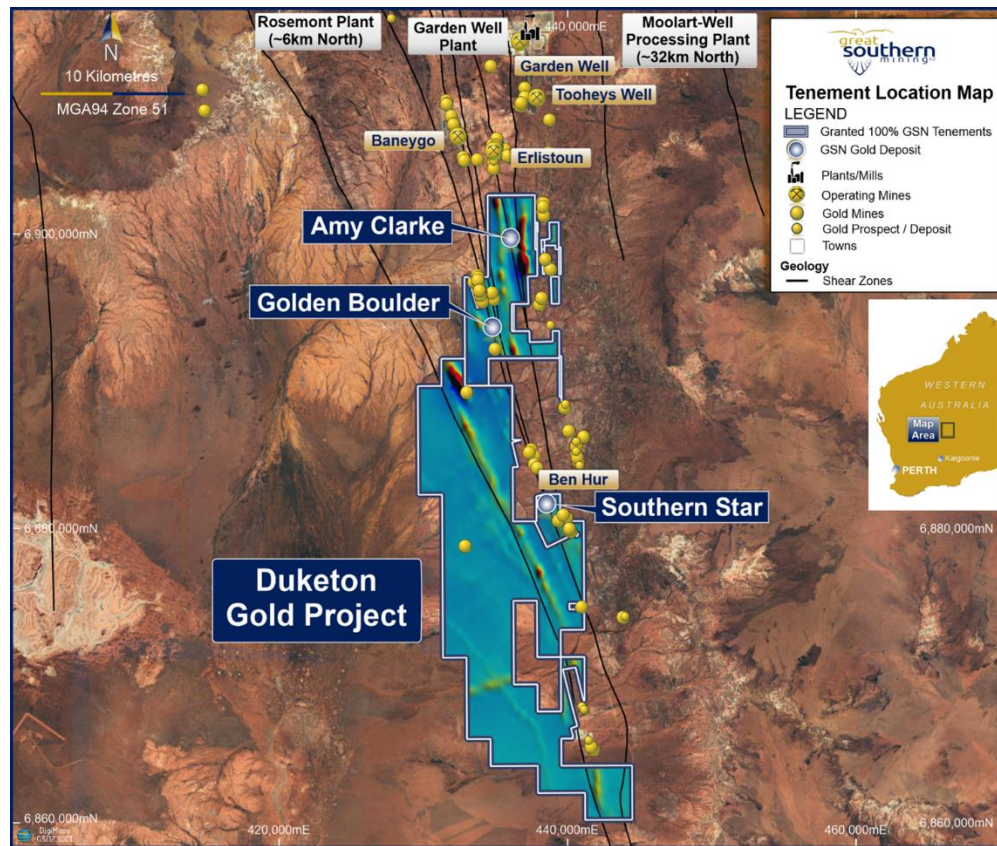 Rosemont Plant
(~6km North)
Garden Well
Plant
440,000mE
Moolart-Well
Processing Plant
(~32km North)
N
10 Kilometres
MGA94 Zone 51
Garden Well
Tooheys Well
Baneygo
Erlistoun
great
southern
mining
Tenement Location Map
LEGEND
Granted 100% GSN Tenements
GSN Gold Deposit
Plants/Mills
Operating Mines
Gold Mines
Gold Prospect / Deposit
Towns
Geology
Shear Zones
Amy Clarke
6,900,000mN
Golden Boulder
WESTERN
AUSTRALIA
Map
Area
Kalgoorlie
PERTH
Ben Hur
Southern Star
6,880,000mN
6,880,000mN
Duketon
Gold Project
6,860,000mN
6,860,000mN
420,000mE
440,000mE
460,000mE
DigiMaps